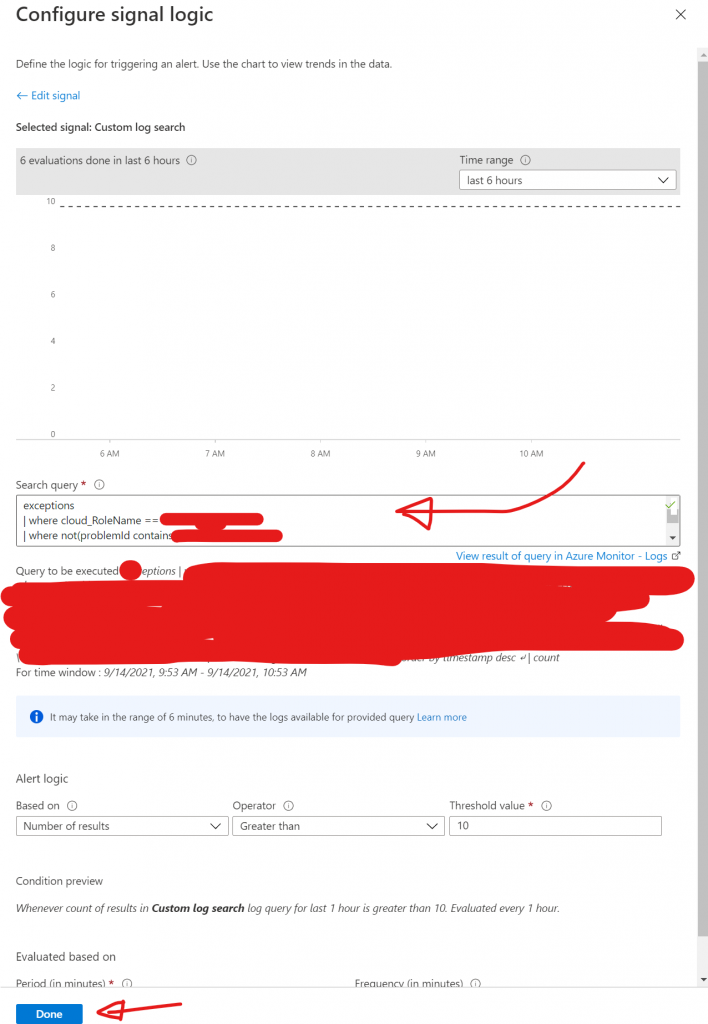 Configure signal logic
Define the logic for triggering an alert. Use the chart to view trends in the data.
← Edit signal
Selected signal: Custom log search
6 evaluations done in last 6 hours
Time range
last 6 hours
10
8
6
4
2
0
6 AM 7 AM 8 AM 9 AM 10 AM
Search query *
exceptions
| where cloud_RoleName ==
| where not(problemId contains
View result of query in Azure Monitor - Logs
Query to be executed
eptions |
by timestamp desc ↵| count
For time window : 9/14/2021, 9:53 AM - 9/14/2021, 10:53 AM
It may take in the range of 6 minutes, to have the logs available for provided query Learn more
Alert logic
Based on Operator Threshold value *
Number of results Greater than 10
Condition preview
Whenever count of results in Custom log search log query for last 1 hour is greater than 10. Evaluated every 1 hour.
Evaluated based on
Period (in minutes) * Frequency (in minutes)
Done